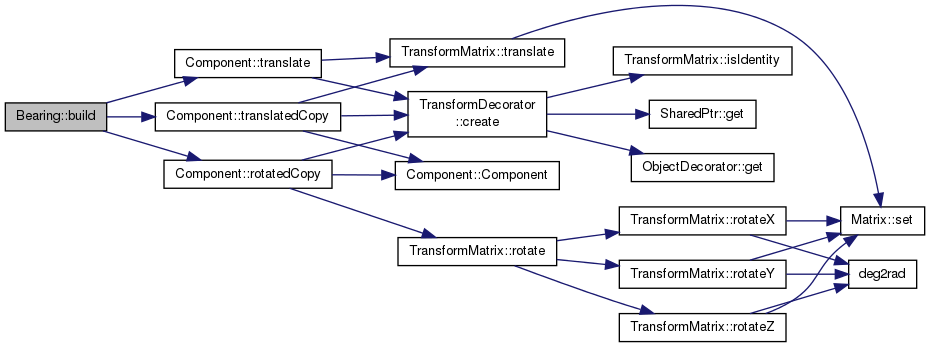 Bearing::build
Component::translate
Component::translatedCopy
Component::rotatedCopy
TransformMatrix::translate
TransformDecorator
::create
Component::Component
TransformMatrix::rotate
TransformMatrix::isIdentity
SharedPtr::get
ObjectDecorator::get
TransformMatrix::rotateX
TransformMatrix::rotateY
TransformMatrix::rotateZ
Matrix::set
deg2rad